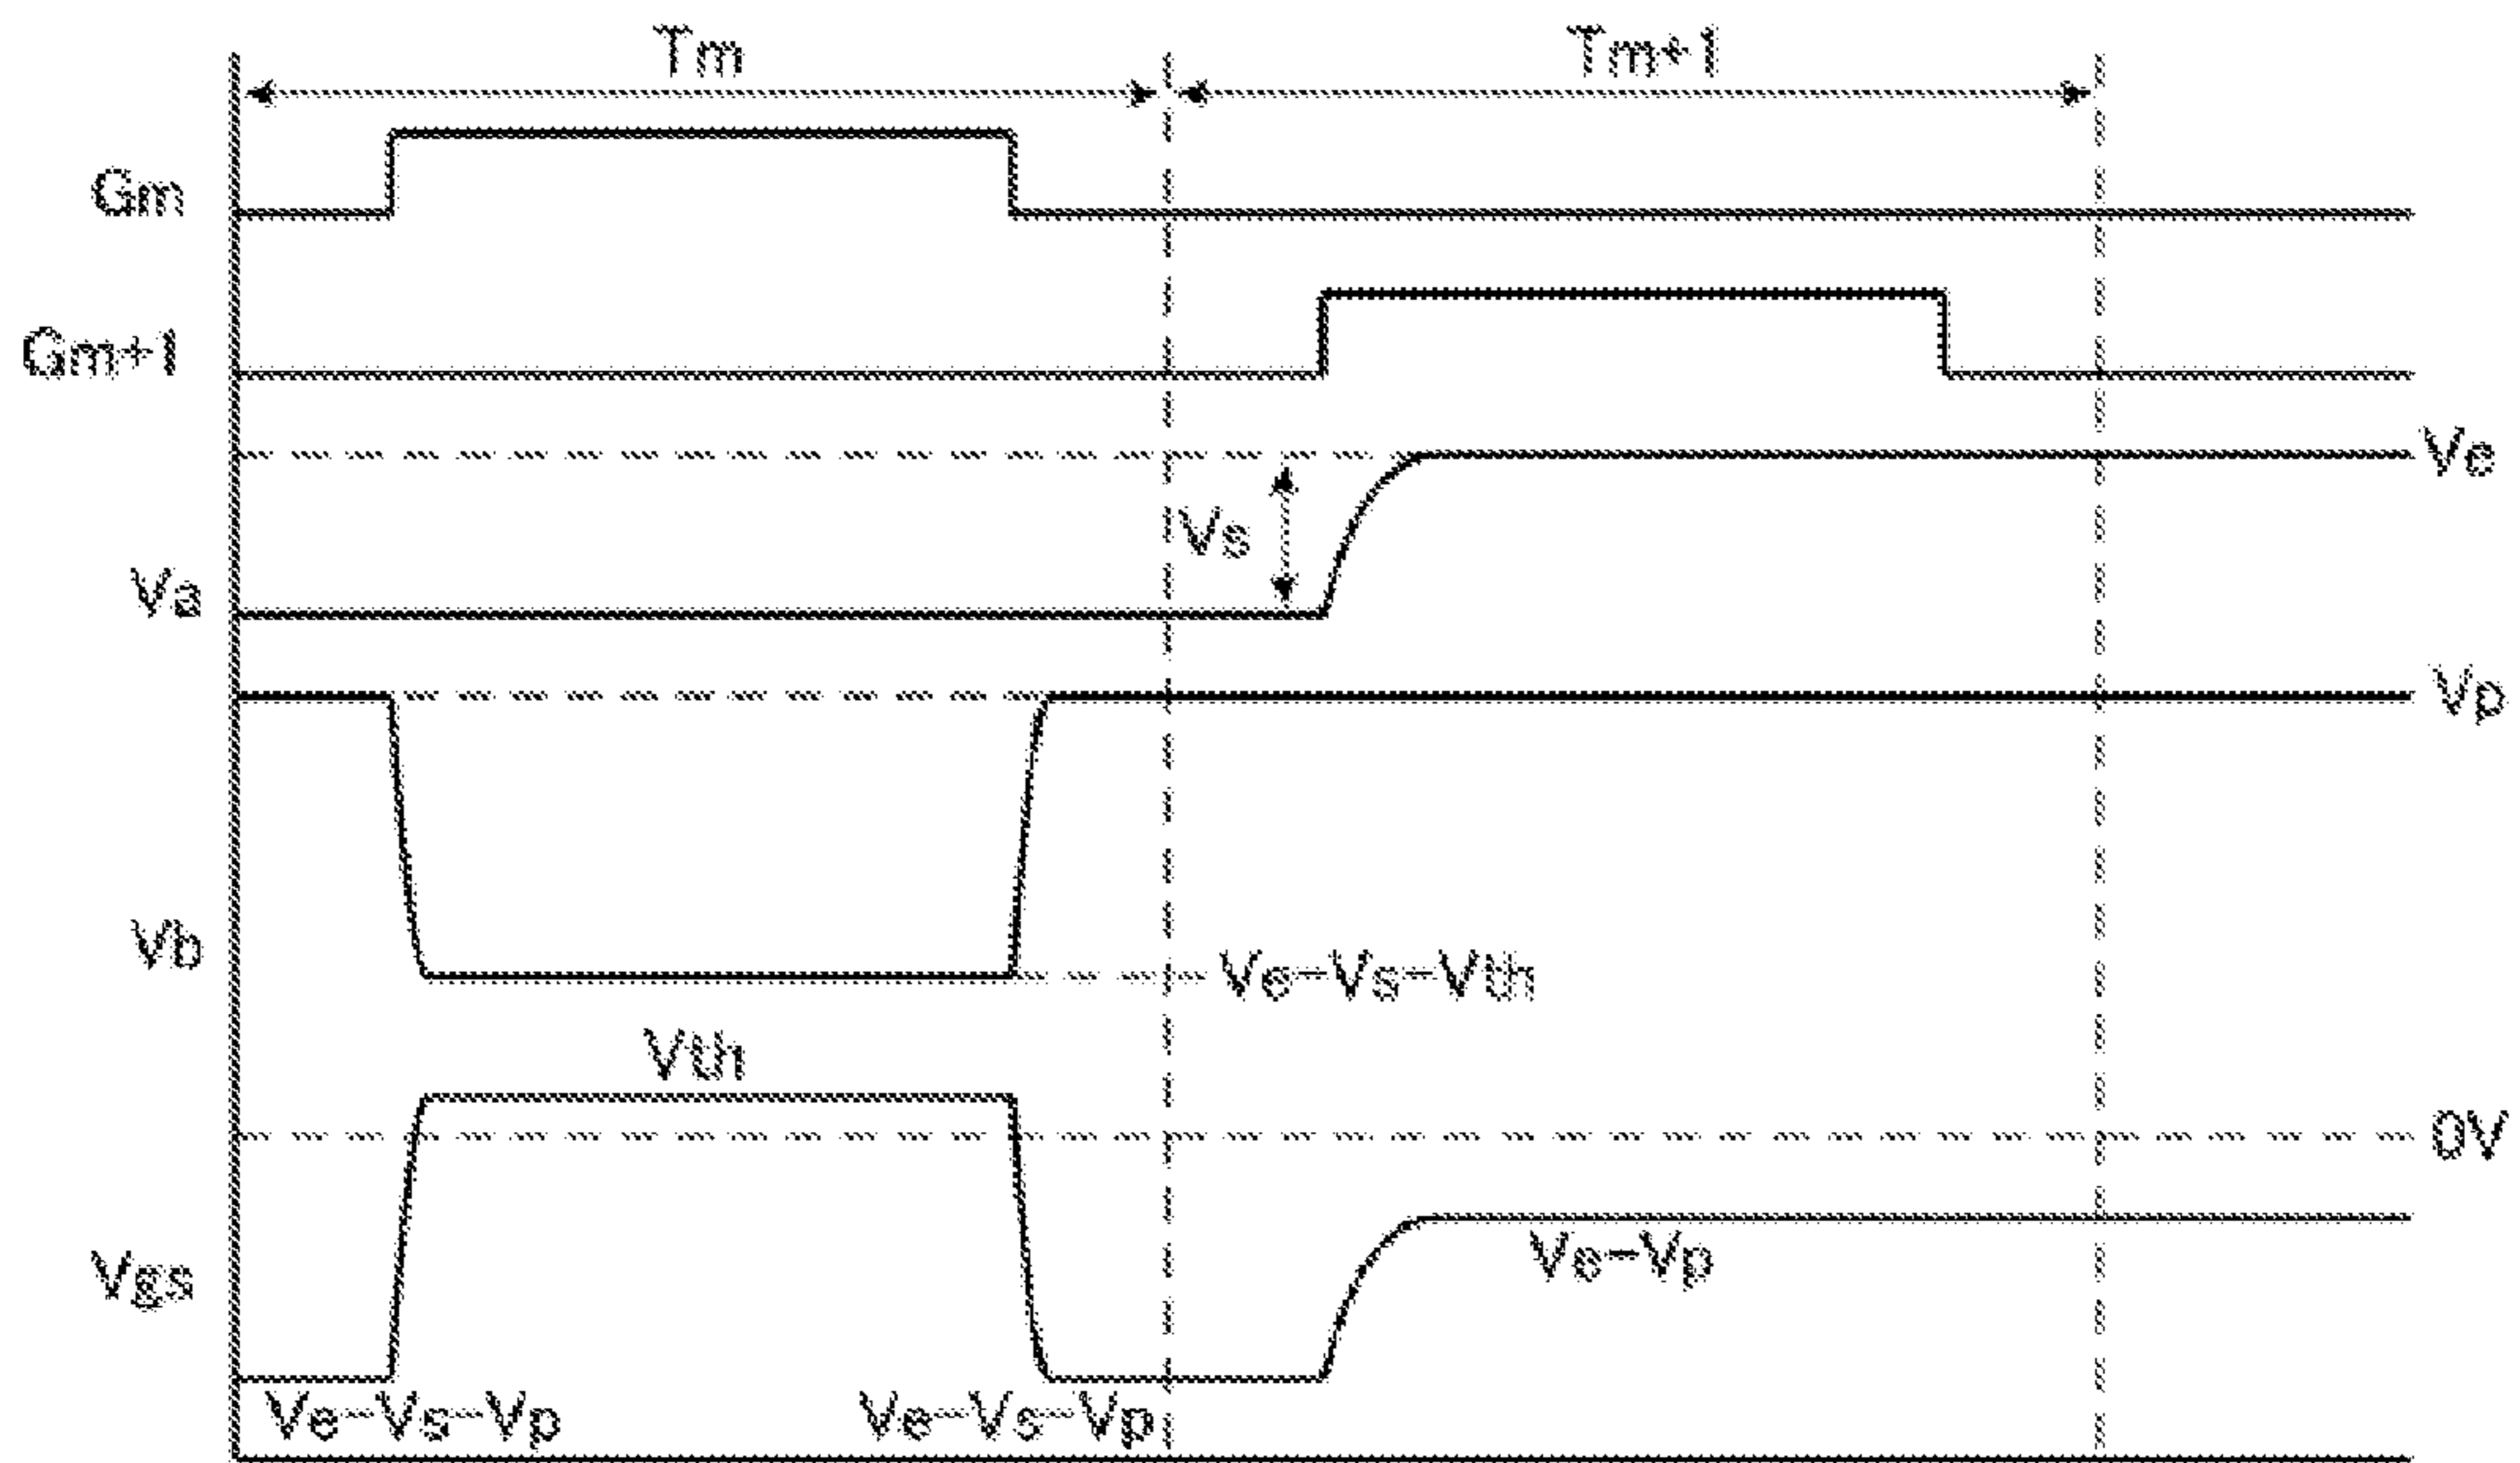 Tm
Tm+1
Gm
Gm+1
Ve
Vs
Va
Vp
Vb
Ve-Vs-Vth
Vth
0V
Vgs
Ve-Vp
Ve-Vs-Vp
Ve-Vs-Vp